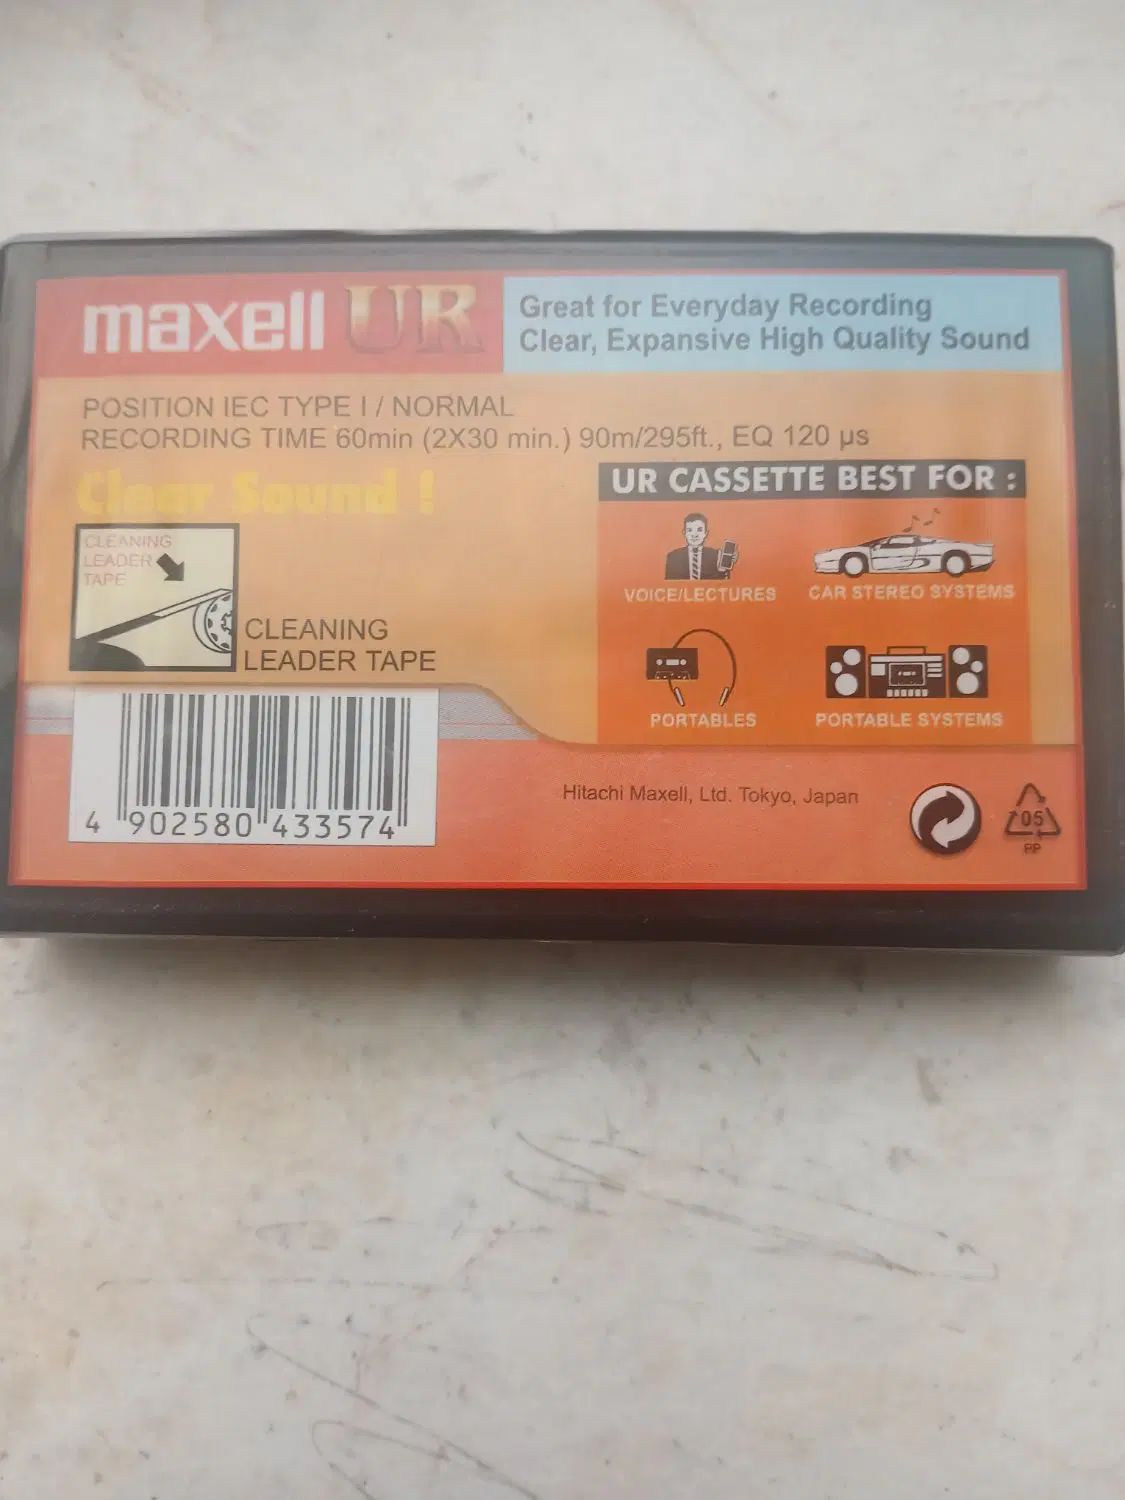 maxell UR
Great for Everyday Recording
Clear, Expansive High Quality Sound
POSITION IEC TYPE I / NORMAL
RECORDING TIME 60min (2X30 min.) 90m/295ft., EQ 120 µs
Clear Sound !
UR CASSETTE BEST FOR :
CLEANING
LEADER
TAPE
CLEANING
LEADER TAPE
VOICE/LECTURES
CAR STEREO SYSTEMS
PORTABLES
PORTABLE SYSTEMS
4 902580 433574
Hitachi Maxell, Ltd. Tokyo, Japan
05
PP